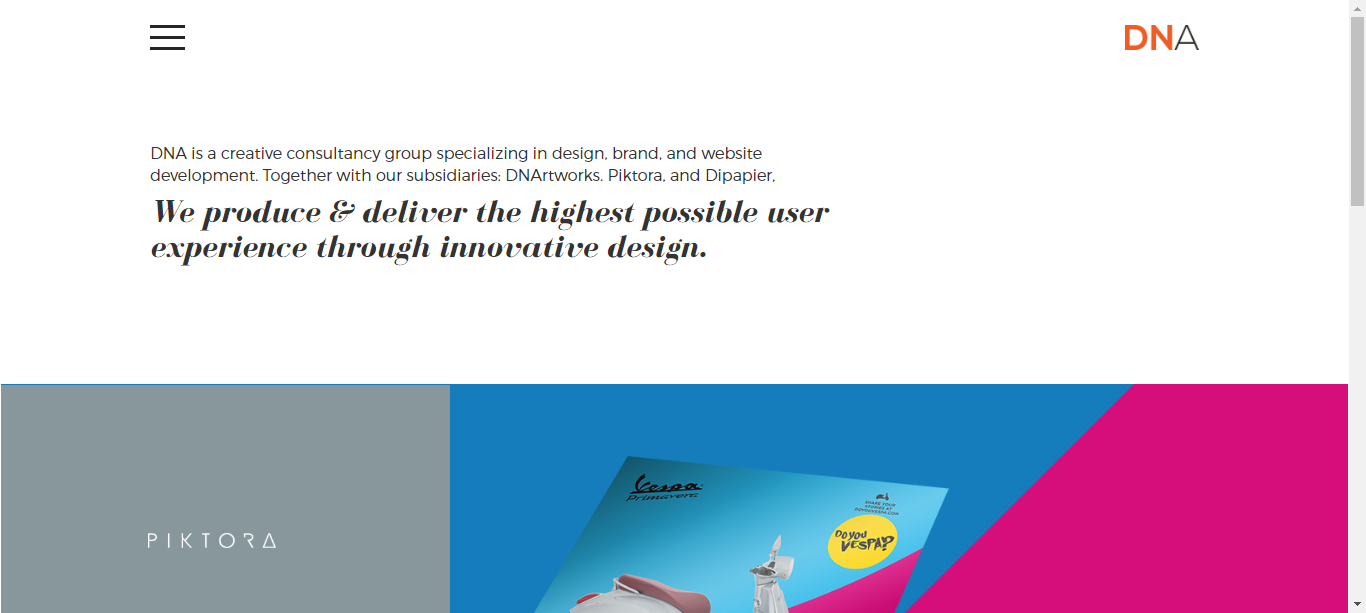 DNA
DNA is a creative consultancy group specializing in design, brand, and website
development. Together with our subsidiaries: DNArtworks. Piktora, and Dipapier,
We produce & deliver the highest possible user
experience through innovative design.
Vespa
Primavera
SHARE YOUR
STORIES AT
DOYOUVESPA.COM
DO YOU
VESPA?
PIKTORA